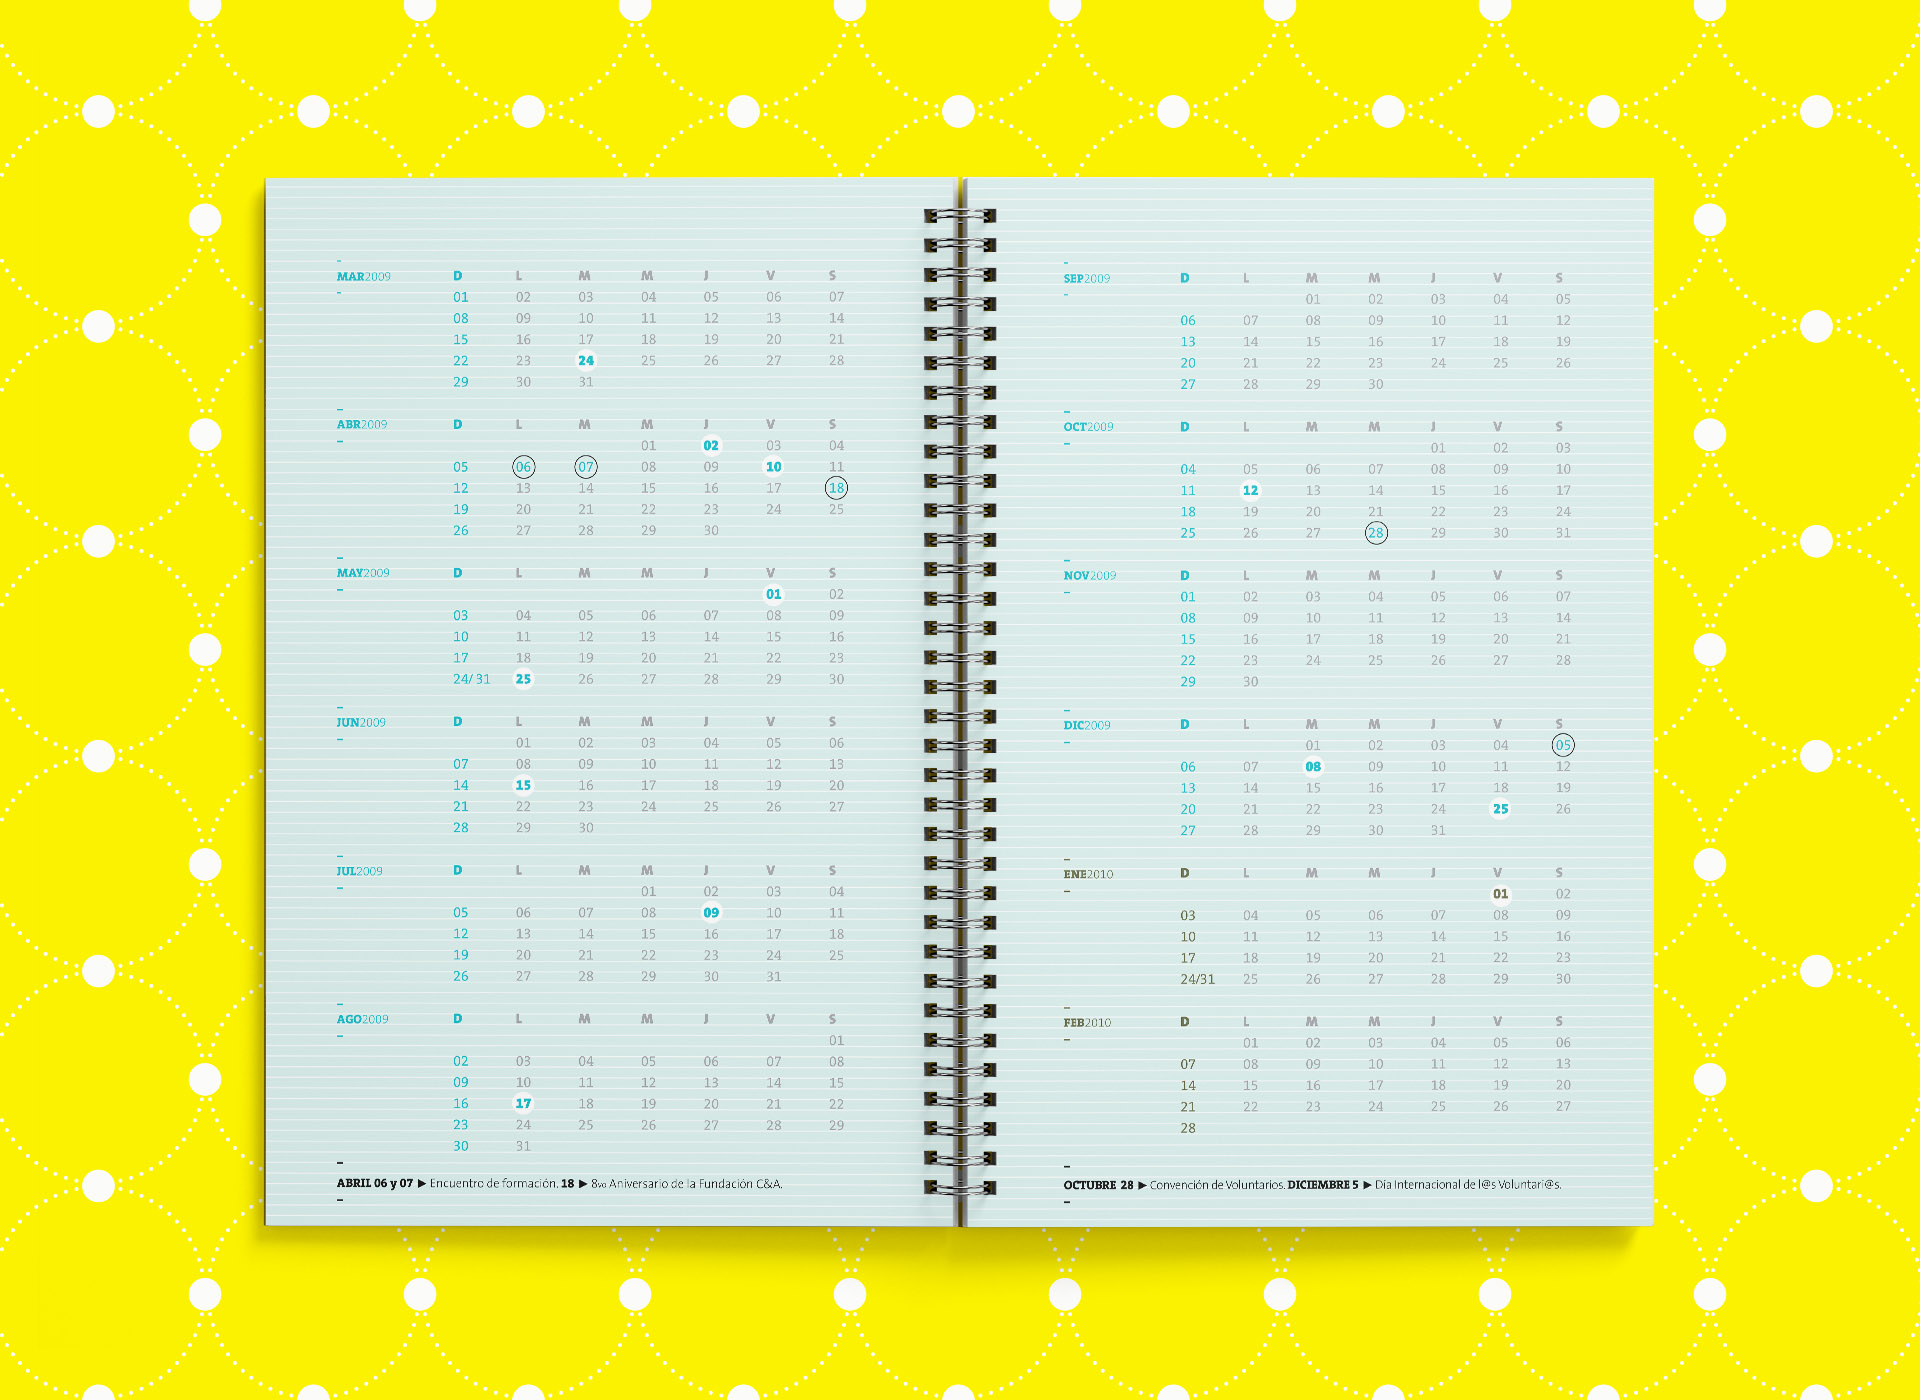 MAR2009 D L M M J V S
01 02 03 04 05 06 07
08 09 10 11 12 13 14
15 16 17 18 19 20 21
22 23 24 25 26 27 28
29 30 31
ABR2009 D L M M J V S
01 02 03 04
05 06 07 08 09 10 11
12 13 14 15 16 17 18
19 20 21 22 23 24 25
26 27 28 29 30
MAY2009 D L M M J V S
01 02
03 04 05 06 07 08 09
10 11 12 13 14 15 16
17 18 19 20 21 22 23
24/31 25 26 27 28 29 30
JUN2009 D L M M J V S
01 02 03 04 05 06
07 08 09 10 11 12 13
14 15 16 17 18 19 20
21 22 23 24 25 26 27
28 29 30
JUL2009 D L M M J V S
01 02 03 04
05 06 07 08 09 10 11
12 13 14 15 16 17 18
19 20 21 22 23 24 25
26 27 28 29 30 31
AGO2009 D L M M J V S
01
02 03 04 05 06 07 08
09 10 11 12 13 14 15
16 17 18 19 20 21 22
23 24 25 26 27 28 29
30 31
ABRIL 06 y 07 ▶ Encuentro de formación. 18 ▶ 8vo Aniversario de la Fundación C&A.
SEP2009 D L M M J V S
01 02 03 04 05
06 07 08 09 10 11 12
13 14 15 16 17 18 19
20 21 22 23 24 25 26
27 28 29 30
OCT2009 D L M M J V S
01 02 03
04 05 06 07 08 09 10
11 12 13 14 15 16 17
18 19 20 21 22 23 24
25 26 27 28 29 30 31
NOV2009 D L M M J V S
01 02 03 04 05 06 07
08 09 10 11 12 13 14
15 16 17 18 19 20 21
22 23 24 25 26 27 28
29 30
DIC2009 D L M M J V S
01 02 03 04 05
06 07 08 09 10 11 12
13 14 15 16 17 18 19
20 21 22 23 24 25 26
27 28 29 30 31
ENE2010 D L M M J V S
01 02
03 04 05 06 07 08 09
10 11 12 13 14 15 16
17 18 19 20 21 22 23
24/31 25 26 27 28 29 30
FEB2010 D L M M J V S
01 02 03 04 05 06
07 08 09 10 11 12 13
14 15 16 17 18 19 20
21 22 23 24 25 26 27
28
OCTUBRE 28 ▶ Convención de Voluntarios. DICIEMBRE 5 ▶ Día Internacional de l@s Voluntari@s.